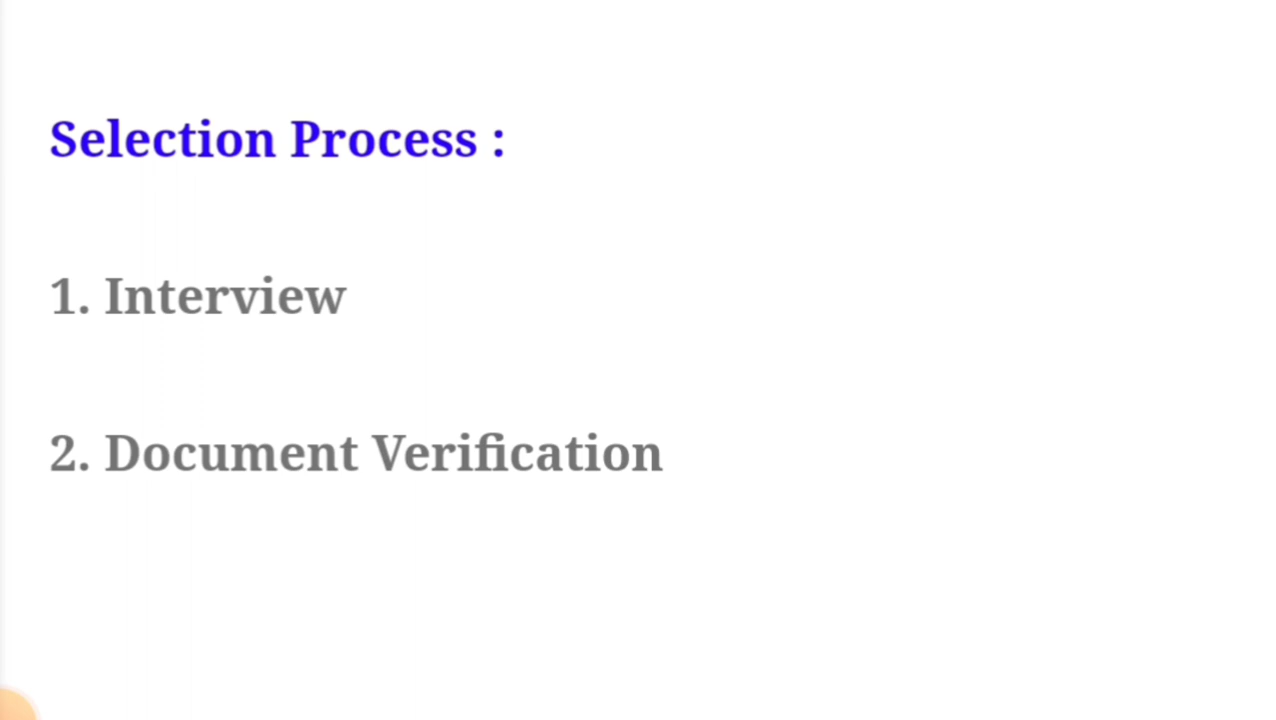 Selection Process :
1. Interview
2. Document Verification